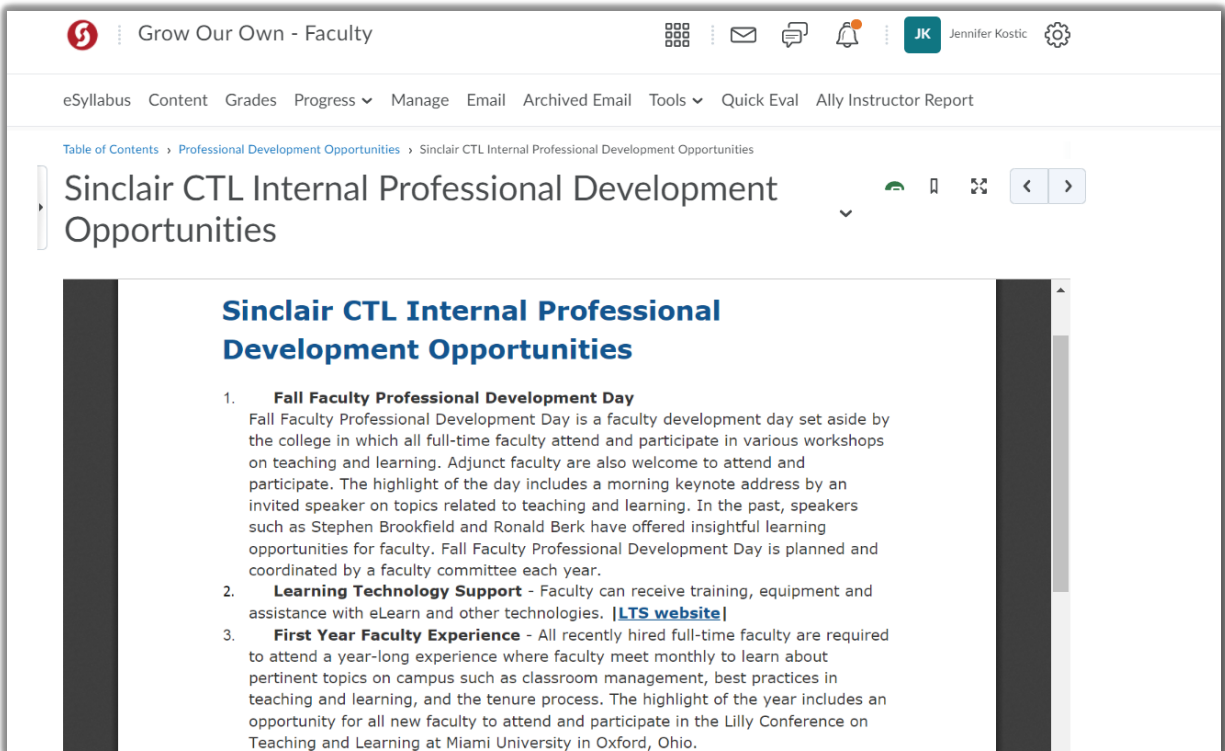 Grow Our Own - Faculty
JK
Jennifer Kostic
eSyllabus Content Grades Progress Manage Email Archived Email Tools Quick Eval Ally Instructor Report
Table of Contents › Professional Development Opportunities › Sinclair CTL Internal Professional Development Opportunities
Sinclair CTL Internal Professional Development
Opportunities
Sinclair CTL Internal Professional
Development Opportunities
1. Fall Faculty Professional Development Day
Fall Faculty Professional Development Day is a faculty development day set aside by
the college in which all full-time faculty attend and participate in various workshops
on teaching and learning. Adjunct faculty are also welcome to attend and
participate. The highlight of the day includes a morning keynote address by an
invited speaker on topics related to teaching and learning. In the past, speakers
such as Stephen Brookfield and Ronald Berk have offered insightful learning
opportunities for faculty. Fall Faculty Professional Development Day is planned and
coordinated by a faculty committee each year.
2. Learning Technology Support - Faculty can receive training, equipment and
assistance with eLearn and other technologies. |LTS website|
3. First Year Faculty Experience - All recently hired full-time faculty are required
to attend a year-long experience where faculty meet monthly to learn about
pertinent topics on campus such as classroom management, best practices in
teaching and learning, and the tenure process. The highlight of the year includes an
opportunity for all new faculty to attend and participate in the Lilly Conference on
Teaching and Learning at Miami University in Oxford, Ohio.